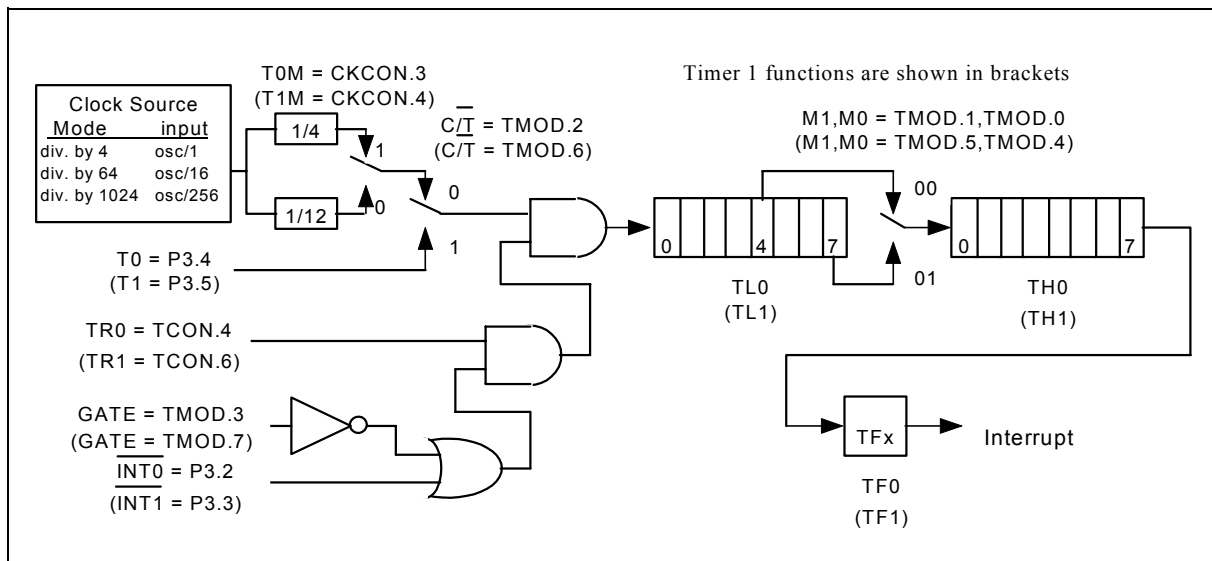 T0M = CKCON.3
(T1M = CKCON.4)
Timer 1 functions are shown in brackets
Clock Source
Mode input
div. by 4 osc/1
div. by 64 osc/16
div. by 1024 osc/256
1/4
1/12
1
0
C/T = TMOD.2
(C/T = TMOD.6)
0
1
M1,M0 = TMOD.1,TMOD.0
(M1,M0 = TMOD.5,TMOD.4)
00
01
0 4 7
TL0
(TL1)
0 7
TH0
(TH1)
T0 = P3.4
(T1 = P3.5)
TR0 = TCON.4
(TR1 = TCON.6)
GATE = TMOD.3
(GATE = TMOD.7)
INT0 = P3.2
(INT1 = P3.3)
TFx
Interrupt
TF0
(TF1)